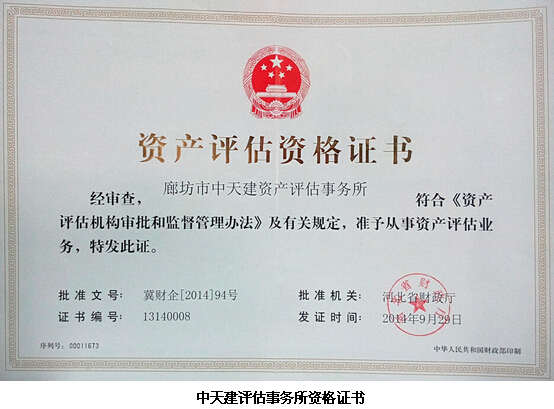 资产评估资格证书
经审查，廊坊市中天建资产评估事务所 符合《资产
评估机构审批和监督管理办法》及有关规定，准予从事资产评估业
务，特发此证。
批准文号： 冀财企[2014]94号 批准机关： 河北省财政厅
证书编号： 13140008 发证时间： 2014年9月29日
序列号：00011673 中华人民共和国财政部印制
中天建评估事务所资格证书